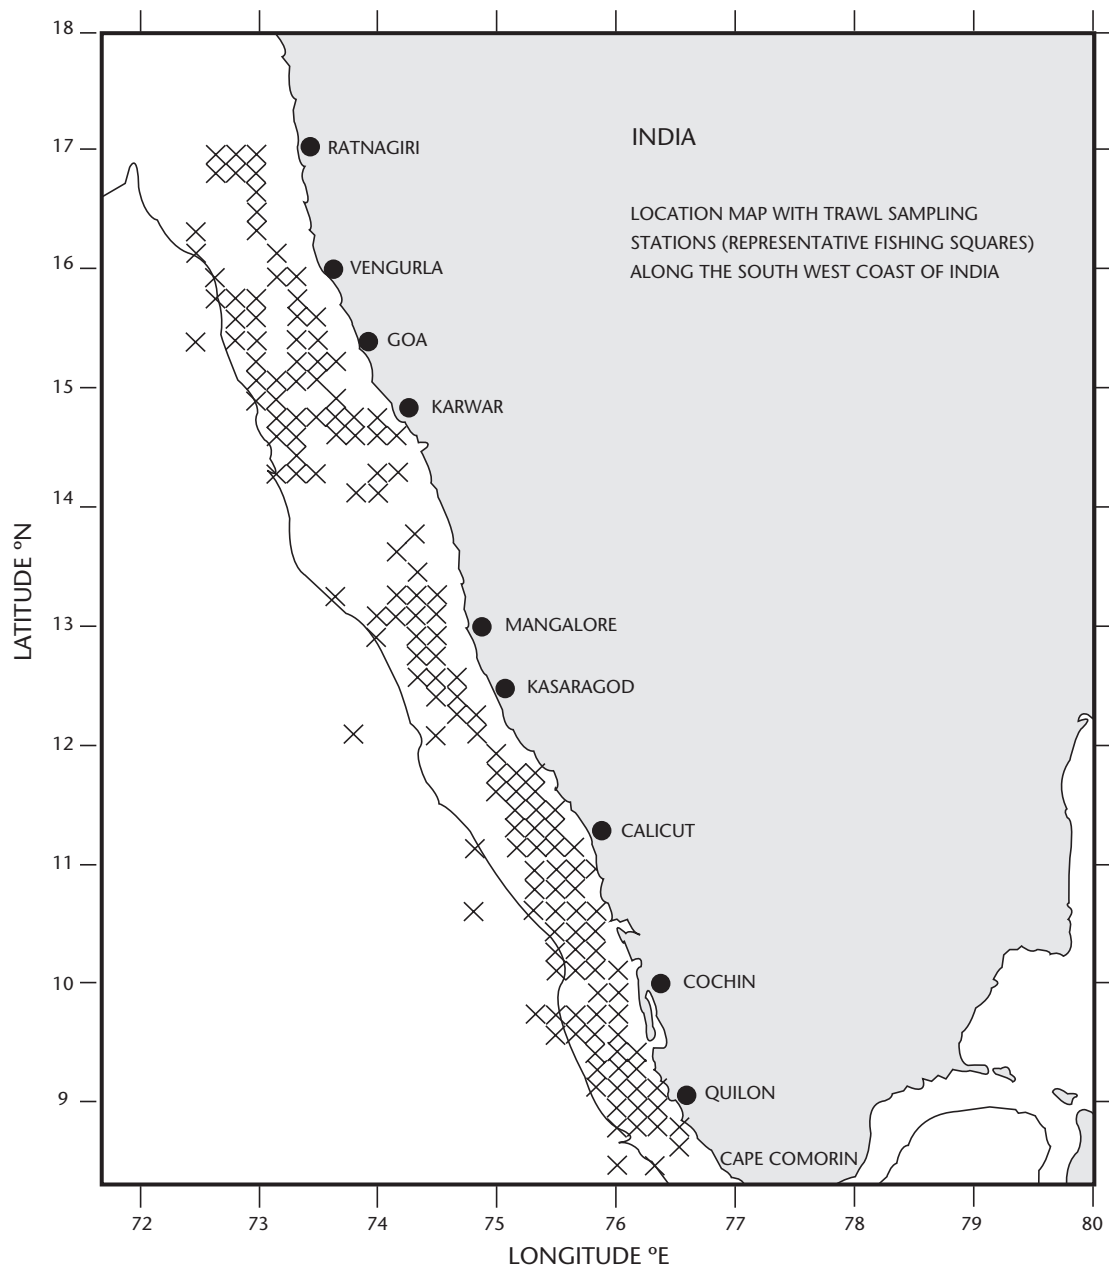 18
17
RATNAGIRI
INDIA
LOCATION MAP WITH TRAWL SAMPLING
STATIONS (REPRESENTATIVE FISHING SQUARES)
ALONG THE SOUTH WEST COAST OF INDIA
16
VENGURLA
GOA
15
KARWAR
14
LATITUDE ºN
13
MANGALORE
KASARAGOD
12
CALICUT
11
10
COCHIN
9
QUILON
CAPE COMORIN
72 73 74 75 76 77 78 79 80
LONGITUDE ºE